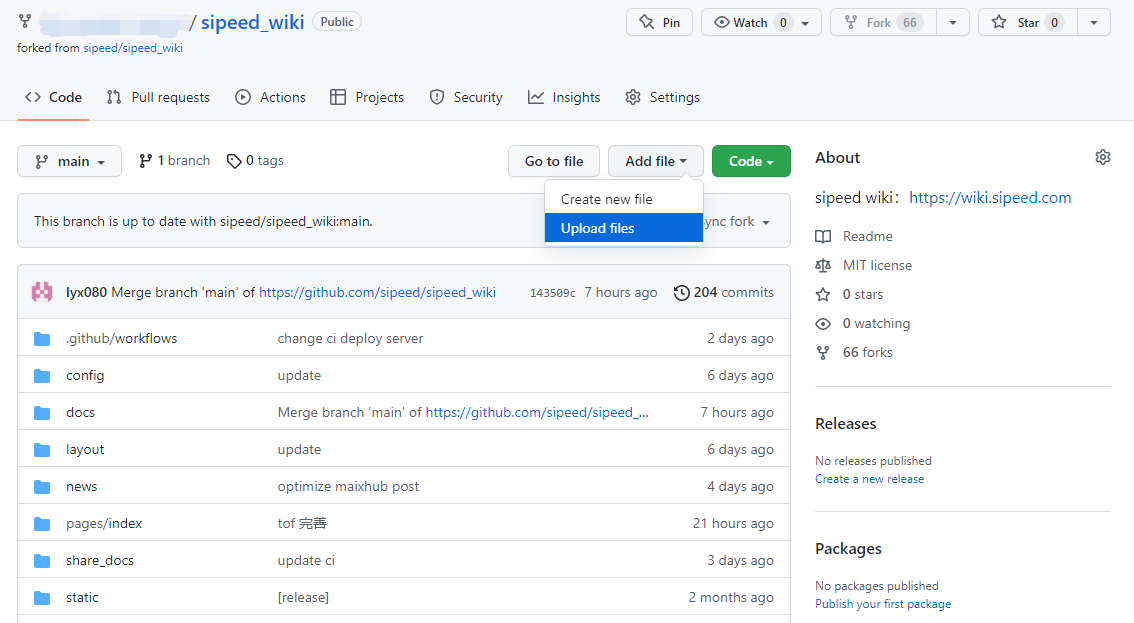 / sipeed_wiki Public
Pin
Watch 0
Fork 66
Star 0
forked from sipeed/sipeed_wiki
Code
Pull requests
Actions
Projects
Security
Insights
Settings
main
1 branch
0 tags
Go to file
Add file
Code
Create new file
Upload files
This branch is up to date with sipeed/sipeed_wiki:main.
ync fork
lyx080 Merge branch 'main' of https://github.com/sipeed/sipeed_wiki 143509c 7 hours ago 204 commits
.github/workflows change ci deploy server 2 days ago
config update 6 days ago
docs Merge branch 'main' of https://github.com/sipeed/sipeed_... 7 hours ago
layout update 6 days ago
news optimize maixhub post 4 days ago
pages/index tof 完善 21 hours ago
share_docs update ci 3 days ago
static [release] 2 months ago
About
sipeed wiki： https://wiki.sipeed.com
Readme
MIT license
0 stars
0 watching
66 forks
Releases
No releases published
Create a new release
Packages
No packages published
Publish your first package